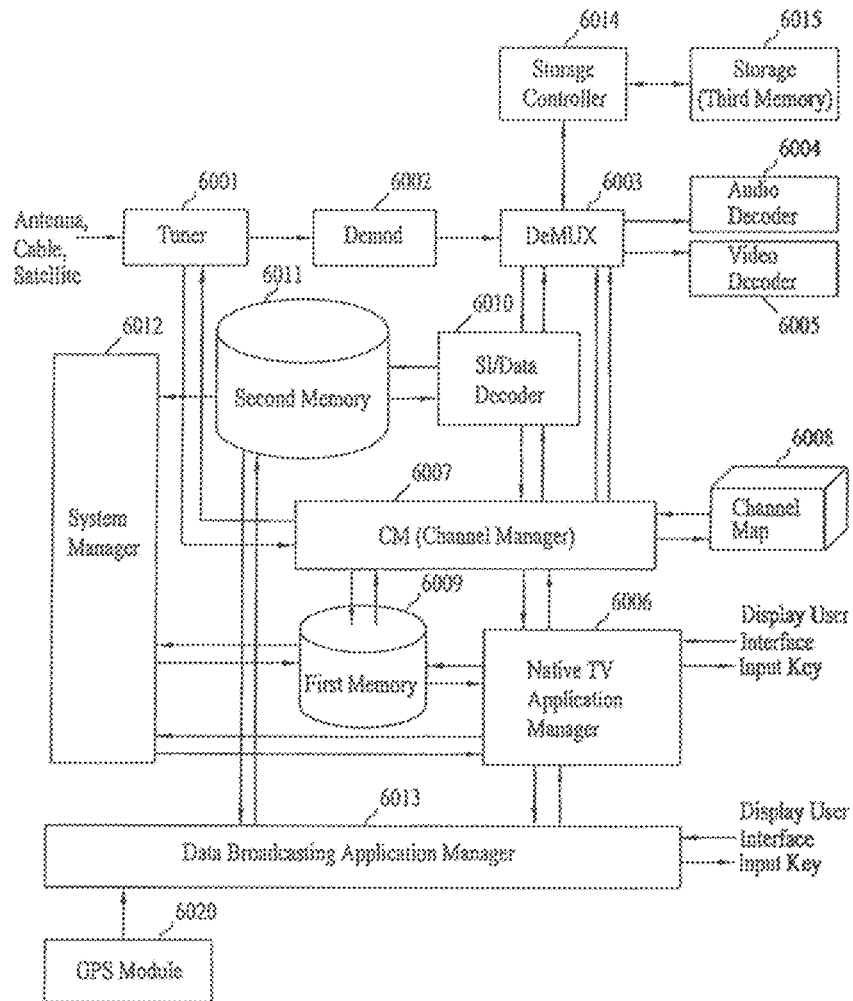 6014
6015
Storage
Controller
Storage
(Third Memory)
6001
6002
6003
6004
Antenna,
Cable,
Satellite
Tuner
Demod
DeMUX
Audio
Decoder
Video
Decoder
6005
6011
6010
6012
Second Memory
SI/Data
Decoder
6007
6008
System
Manager
CM (Channel Manager)
Channel
Map
6009
6006
First Memory
Native TV
Application
Manager
Display User
Interface
Input Key
6013
Data Broadcasting Application Manager
Display User
Interface
Input Key
6020
GPS Module